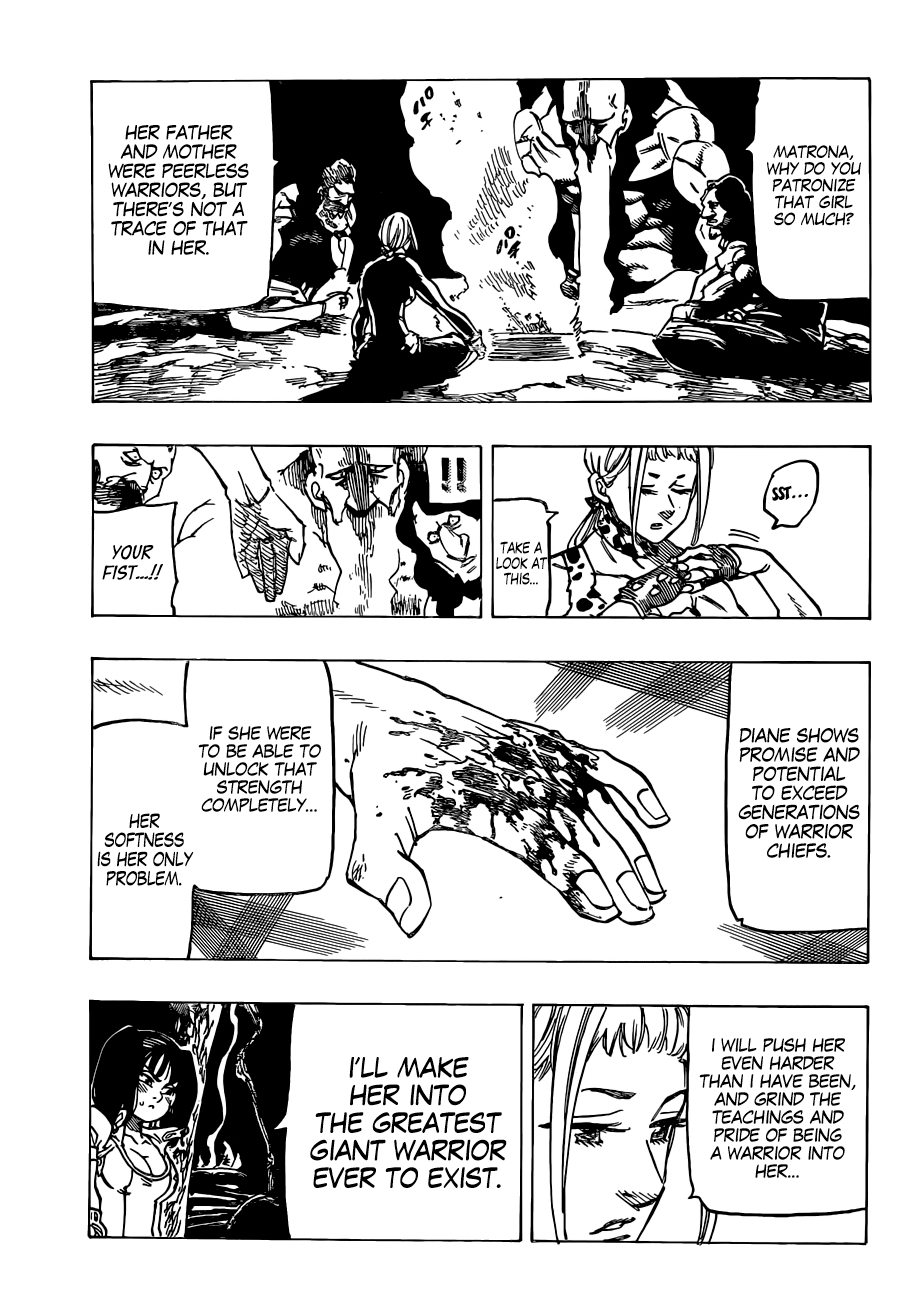 MATRONA,
WHY DO YOU
PATRONIZE
THAT GIRL
SO MUCH?
HER FATHER
AND MOTHER
WERE PEERLESS
WARRIORS, BUT
THERE'S NOT A
TRACE OF THAT
IN HER.
SST...
TAKE A
LOOK AT
THIS...
!!
YOUR
FIST...!!
DIANE SHOWS
PROMISE AND
POTENTIAL
TO EXCEED
GENERATIONS
OF WARRIOR
CHIEFS.
IF SHE WERE
TO BE ABLE TO
UNLOCK THAT
STRENGTH
COMPLETELY...
HER
SOFTNESS
IS HER ONLY
PROBLEM.
I WILL PUSH HER
EVEN HARDER
THAN I HAVE BEEN,
AND GRIND THE
TEACHINGS AND
PRIDE OF BEING
A WARRIOR INTO
HER...
I'LL MAKE
HER INTO
THE GREATEST
GIANT WARRIOR
EVER TO EXIST.